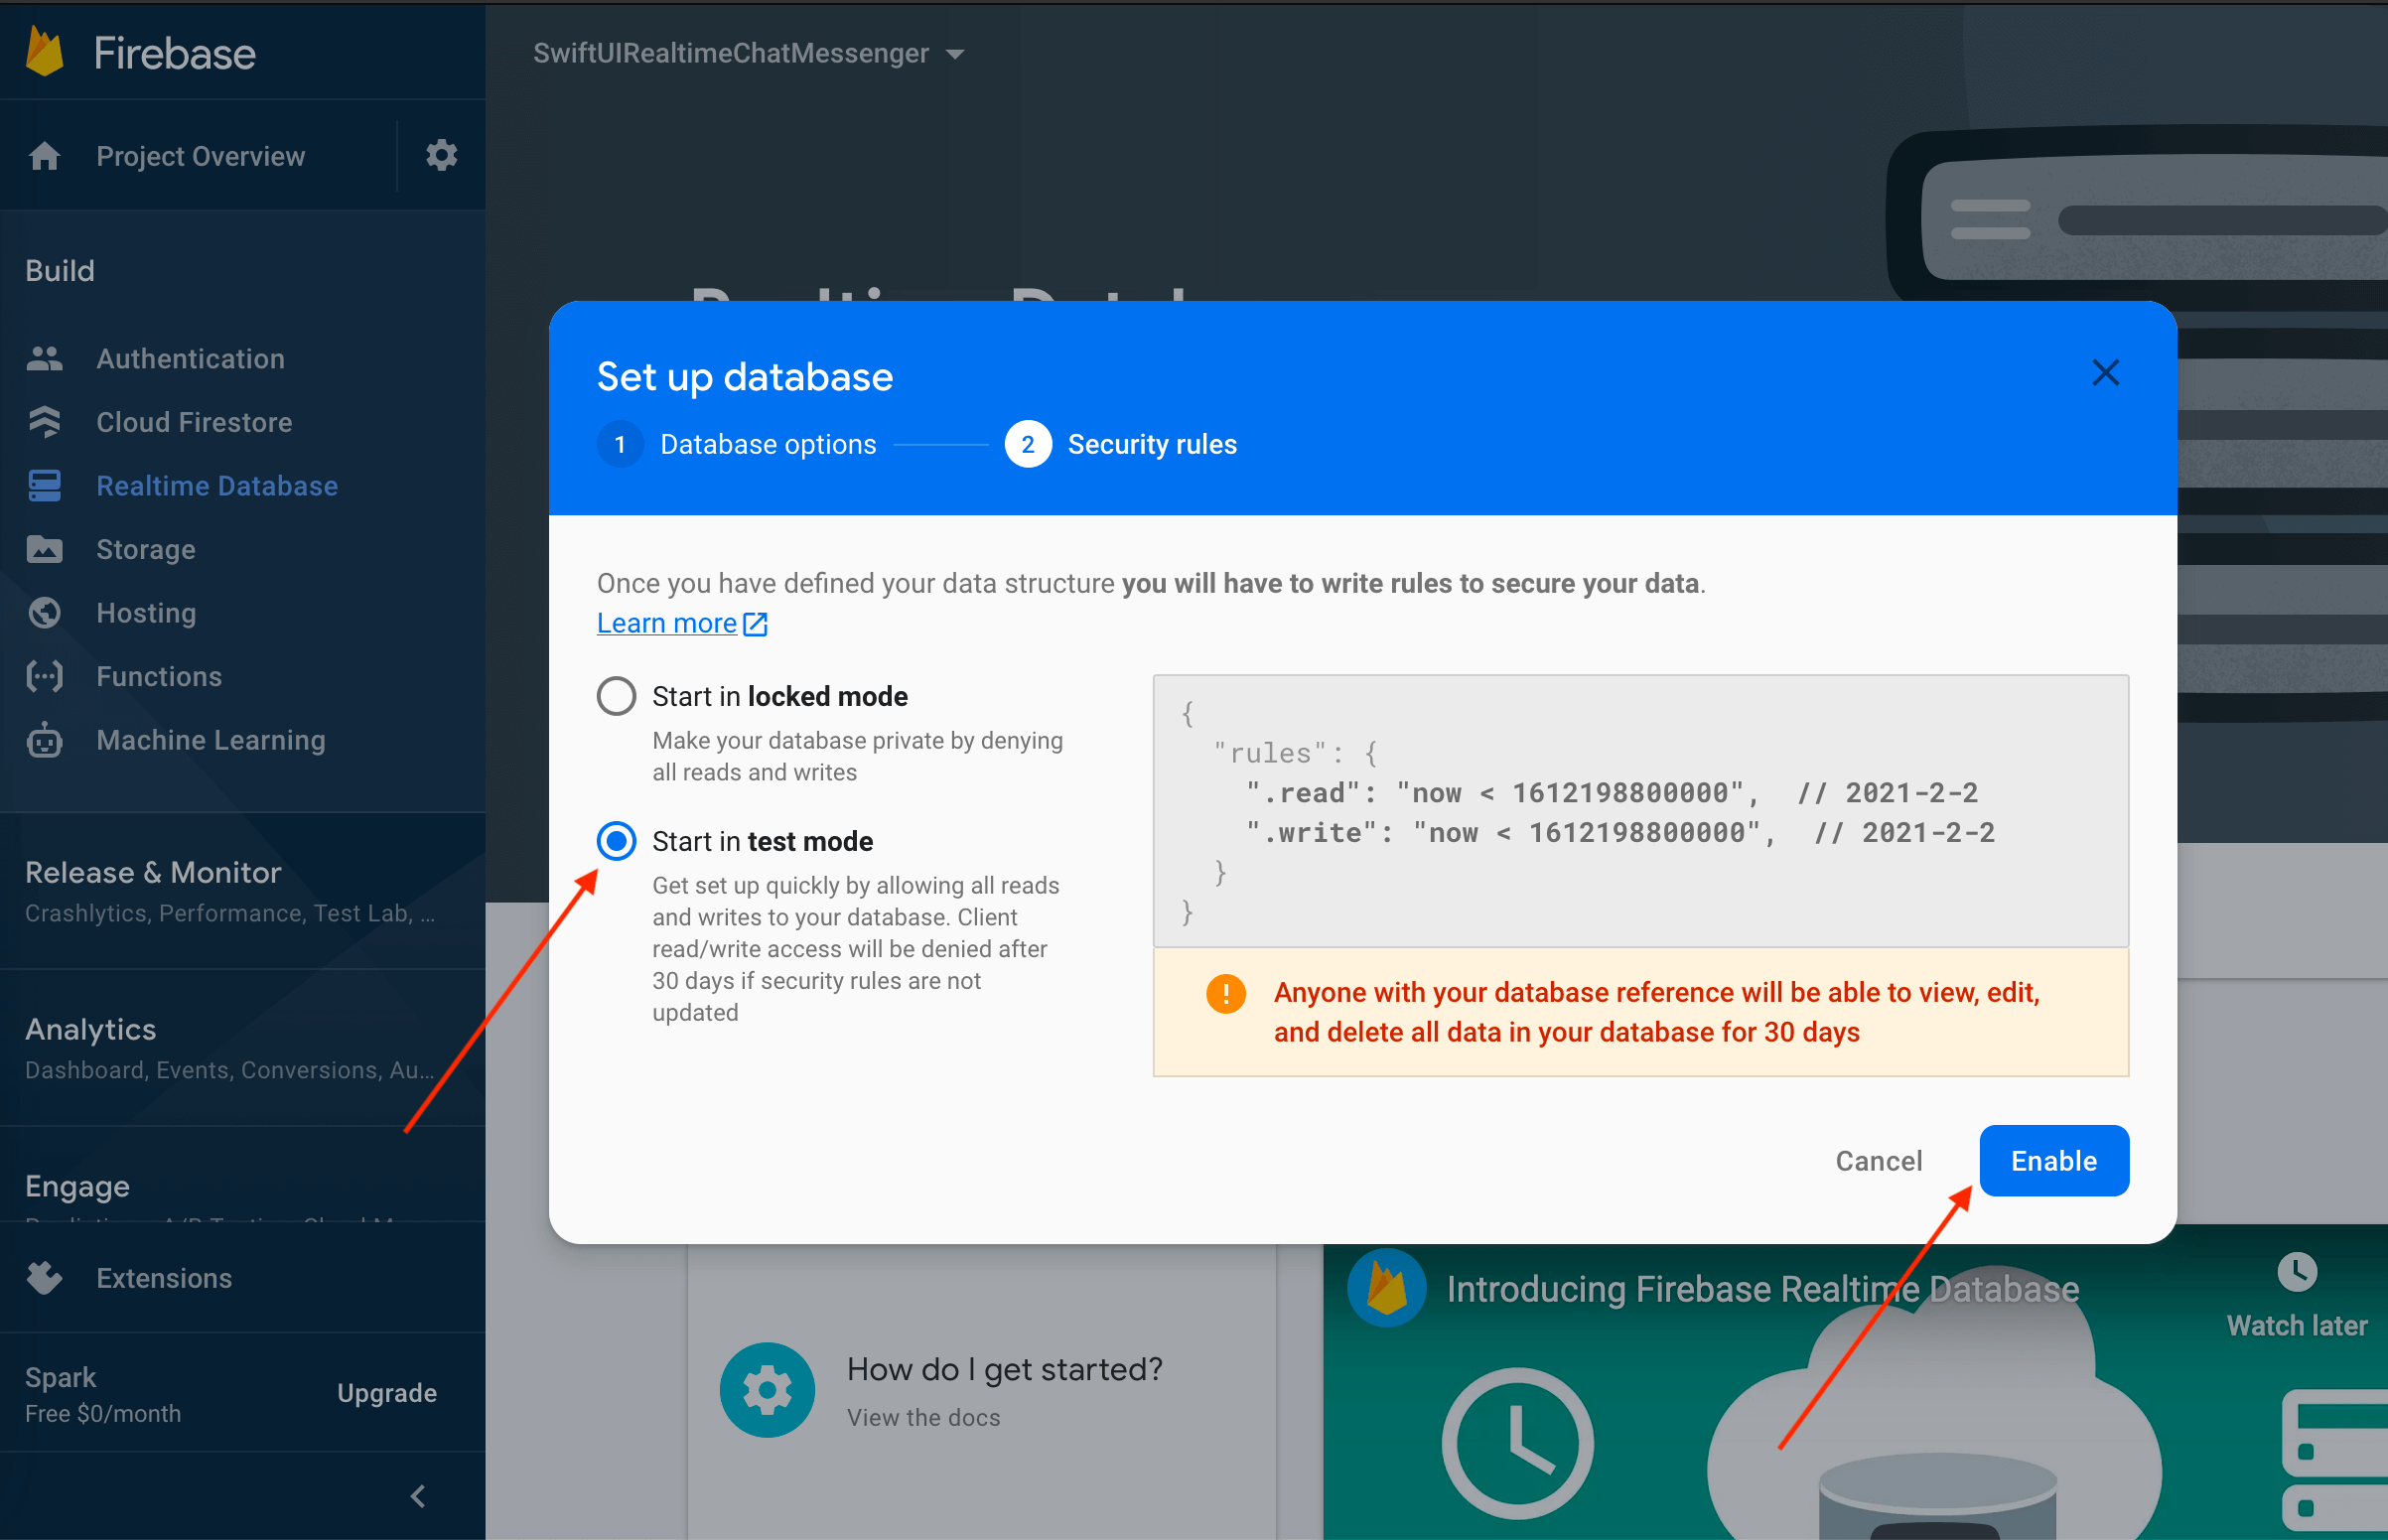 Firebase
SwiftUIRealtimeChatMessenger
Project Overview
Build
Authentication
Cloud Firestore
Realtime Database
Storage
Hosting
Functions
Machine Learning
Release & Monitor
Crashlytics, Performance, Test Lab, ...
Analytics
Dashboard, Events, Conversions, Au...
Engage
Extensions
Spark
Free $0/month
Upgrade
Set up database
1 Database options
2 Security rules
Once you have defined your data structure you will have to write rules to secure your data.
Learn more
Start in locked mode
Make your database private by denying
all reads and writes
Start in test mode
Get set up quickly by allowing all reads
and writes to your database. Client
read/write access will be denied after
30 days if security rules are not
updated
{
"rules": {
".read": "now < 1612198800000",  // 2021-2-2
".write": "now < 1612198800000",  // 2021-2-2
}
}
! Anyone with your database reference will be able to view, edit,
and delete all data in your database for 30 days
Cancel
Enable
How do I get started?
View the docs
Introducing Firebase Realtime Database
Watch later